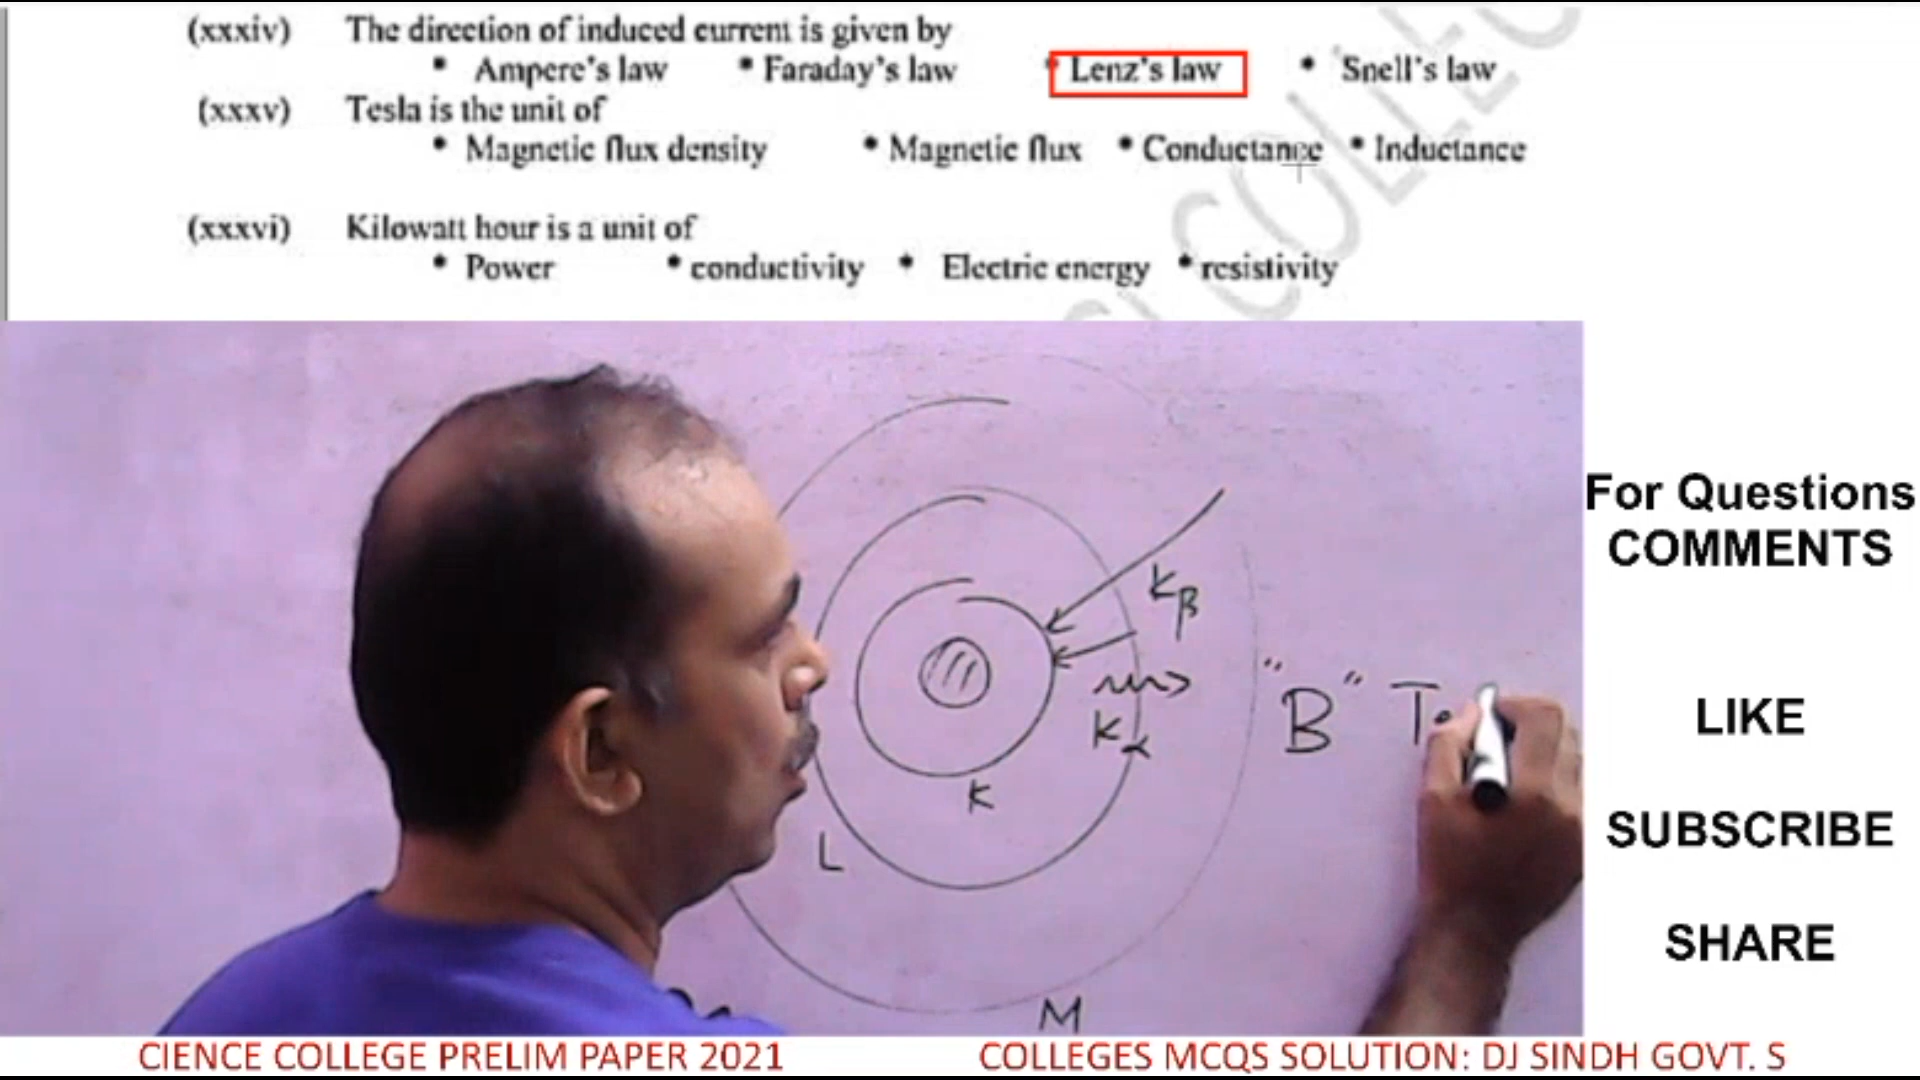 (xxxiv) The direction of induced current is given by
• Ampere's law • Faraday's law • Lenz's law • Snell's law
(xxxv) Tesla is the unit of
• Magnetic flux density • Magnetic flux • Conductance • Inductance
(xxxvi) Kilowatt hour is a unit of
• Power • conductivity • Electric energy • resistivity
COLLEG
For Questions
COMMENTS
LIKE
SUBSCRIBE
SHARE
Kβ
Kα
K
L
M
"B" Te
CIENCE COLLEGE PRELIM PAPER 2021 COLLEGES MCQS SOLUTION: DJ SINDH GOVT. S